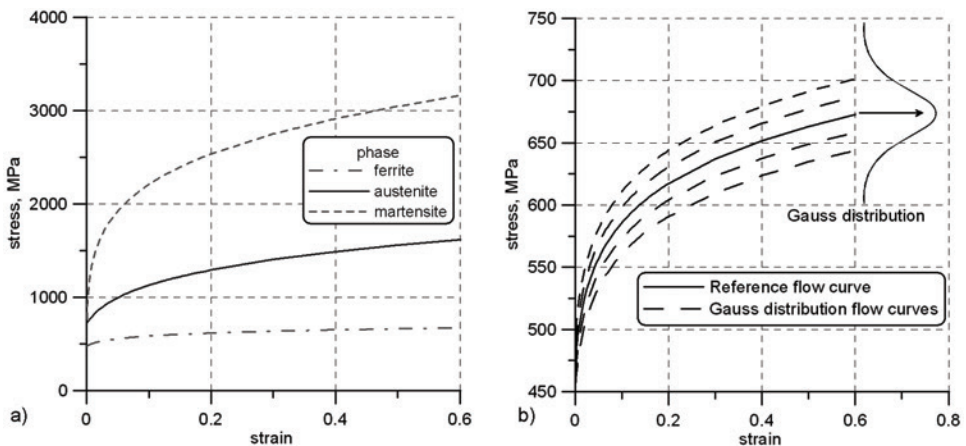 4000
3000
2000
1000
0
stress, MPa
phase
ferrite
austenite
martensite
0
0.2
0.4
0.6
strain
a)
750
700
650
600
550
500
450
stress, MPa
Gauss distribution
Reference flow curve
Gauss distribution flow curves
0
0.2
0.4
0.6
0.8
strain
b)